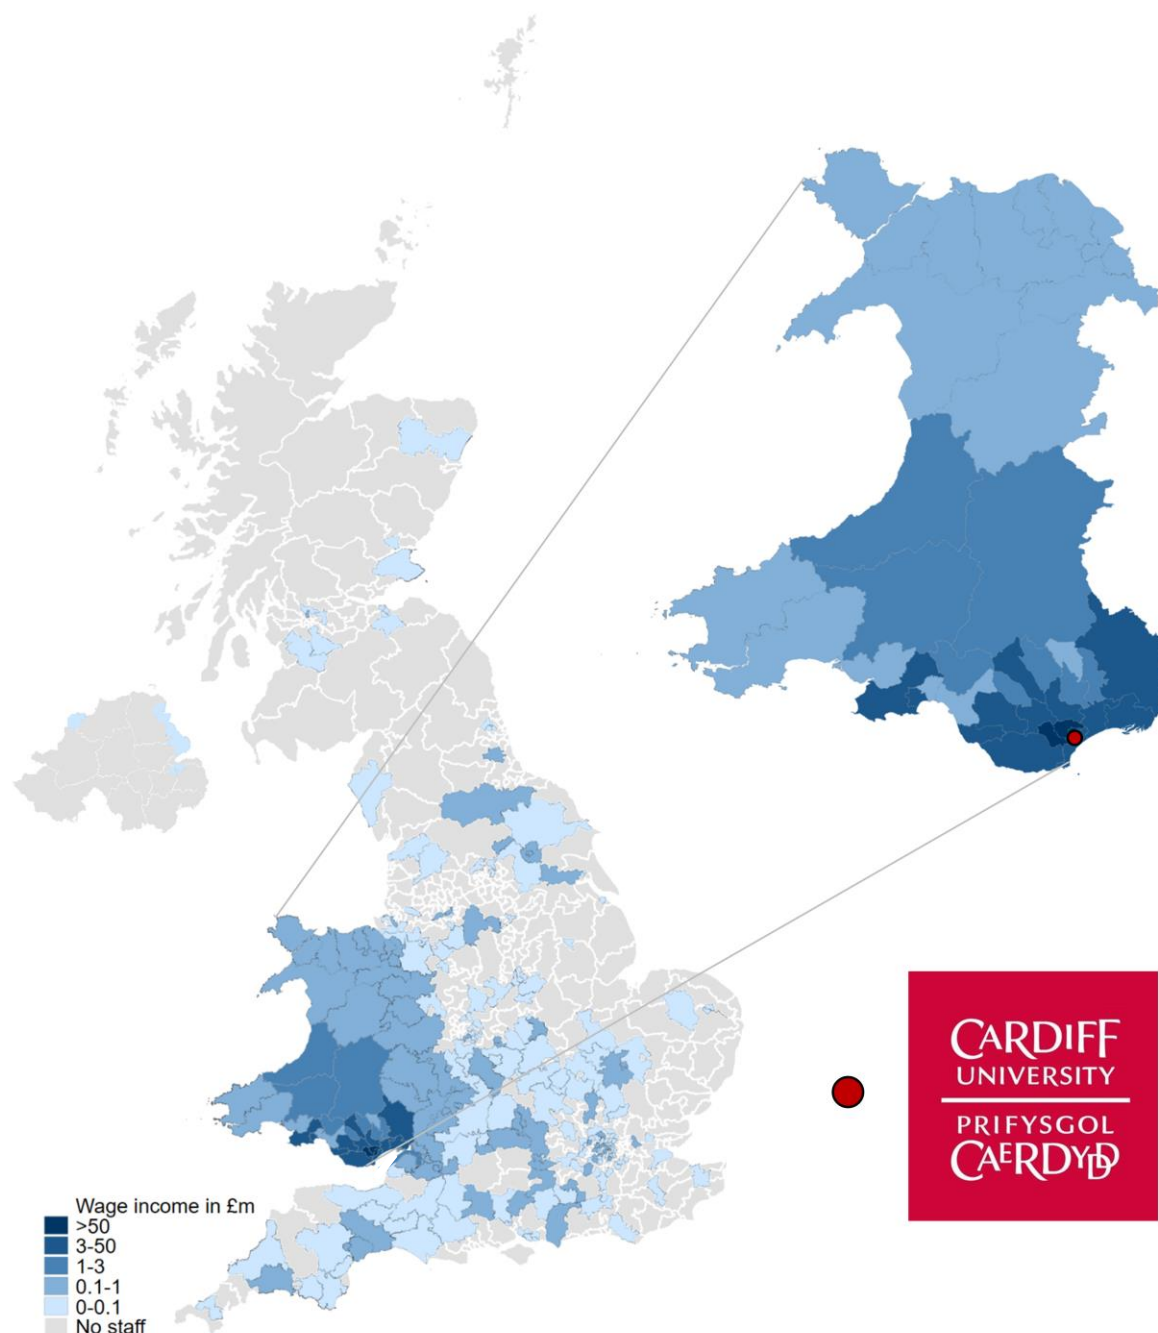 CARDIFF
UNIVERSITY
PRIFYSGOL
CAERDYDD
Wage income in £m
>50
3-50
1-3
0.1-1
0-0.1
No staff